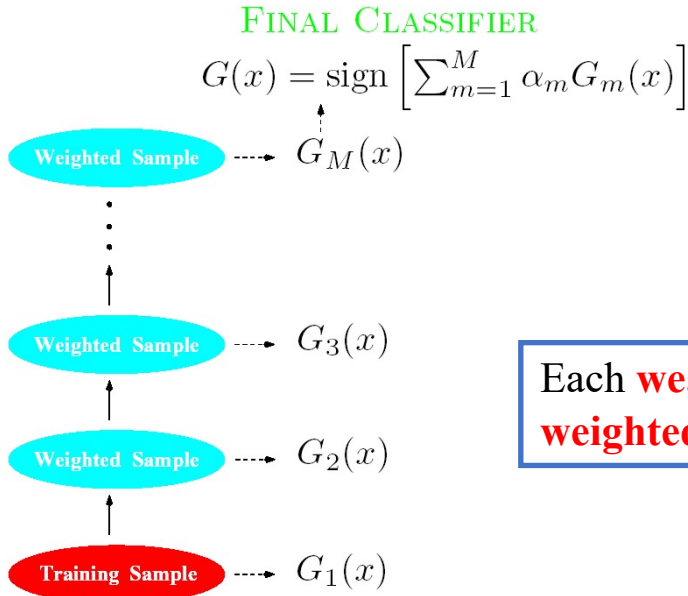 FINAL CLASSIFIER
G(x) = sign [∑_{m=1}^{M} α_m G_m(x)]
Weighted Sample G_M(x)
Weighted Sample G_3(x)
Each
weighted
Weighted Sample G_2(x)
Training Sample G_1(x)